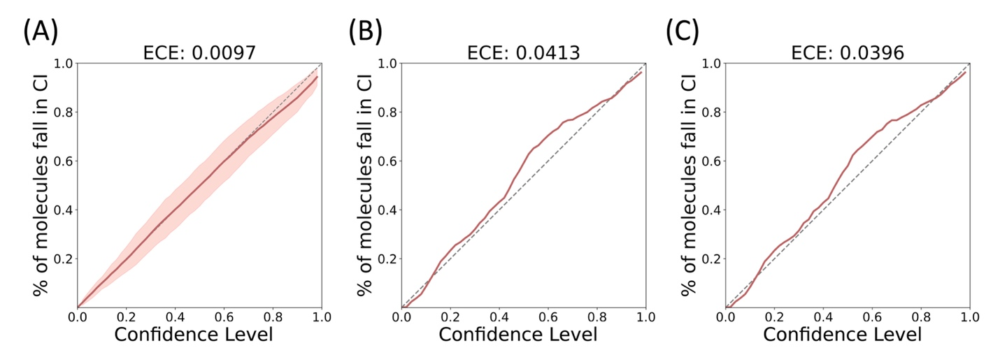 (A)
ECE: 0.0097
% of molecules fall in CI
1.0
0.8
0.6
0.4
0.2
0.0 0.2 0.4 0.6 0.8 1.0
Confidence Level
(B)
ECE: 0.0413
% of molecules fall in CI
1.0
0.8
0.6
0.4
0.2
0.0 0.2 0.4 0.6 0.8 1.0
Confidence Level
(C)
ECE: 0.0396
% of molecules fall in CI
1.0
0.8
0.6
0.4
0.2
0.0 0.2 0.4 0.6 0.8 1.0
Confidence Level